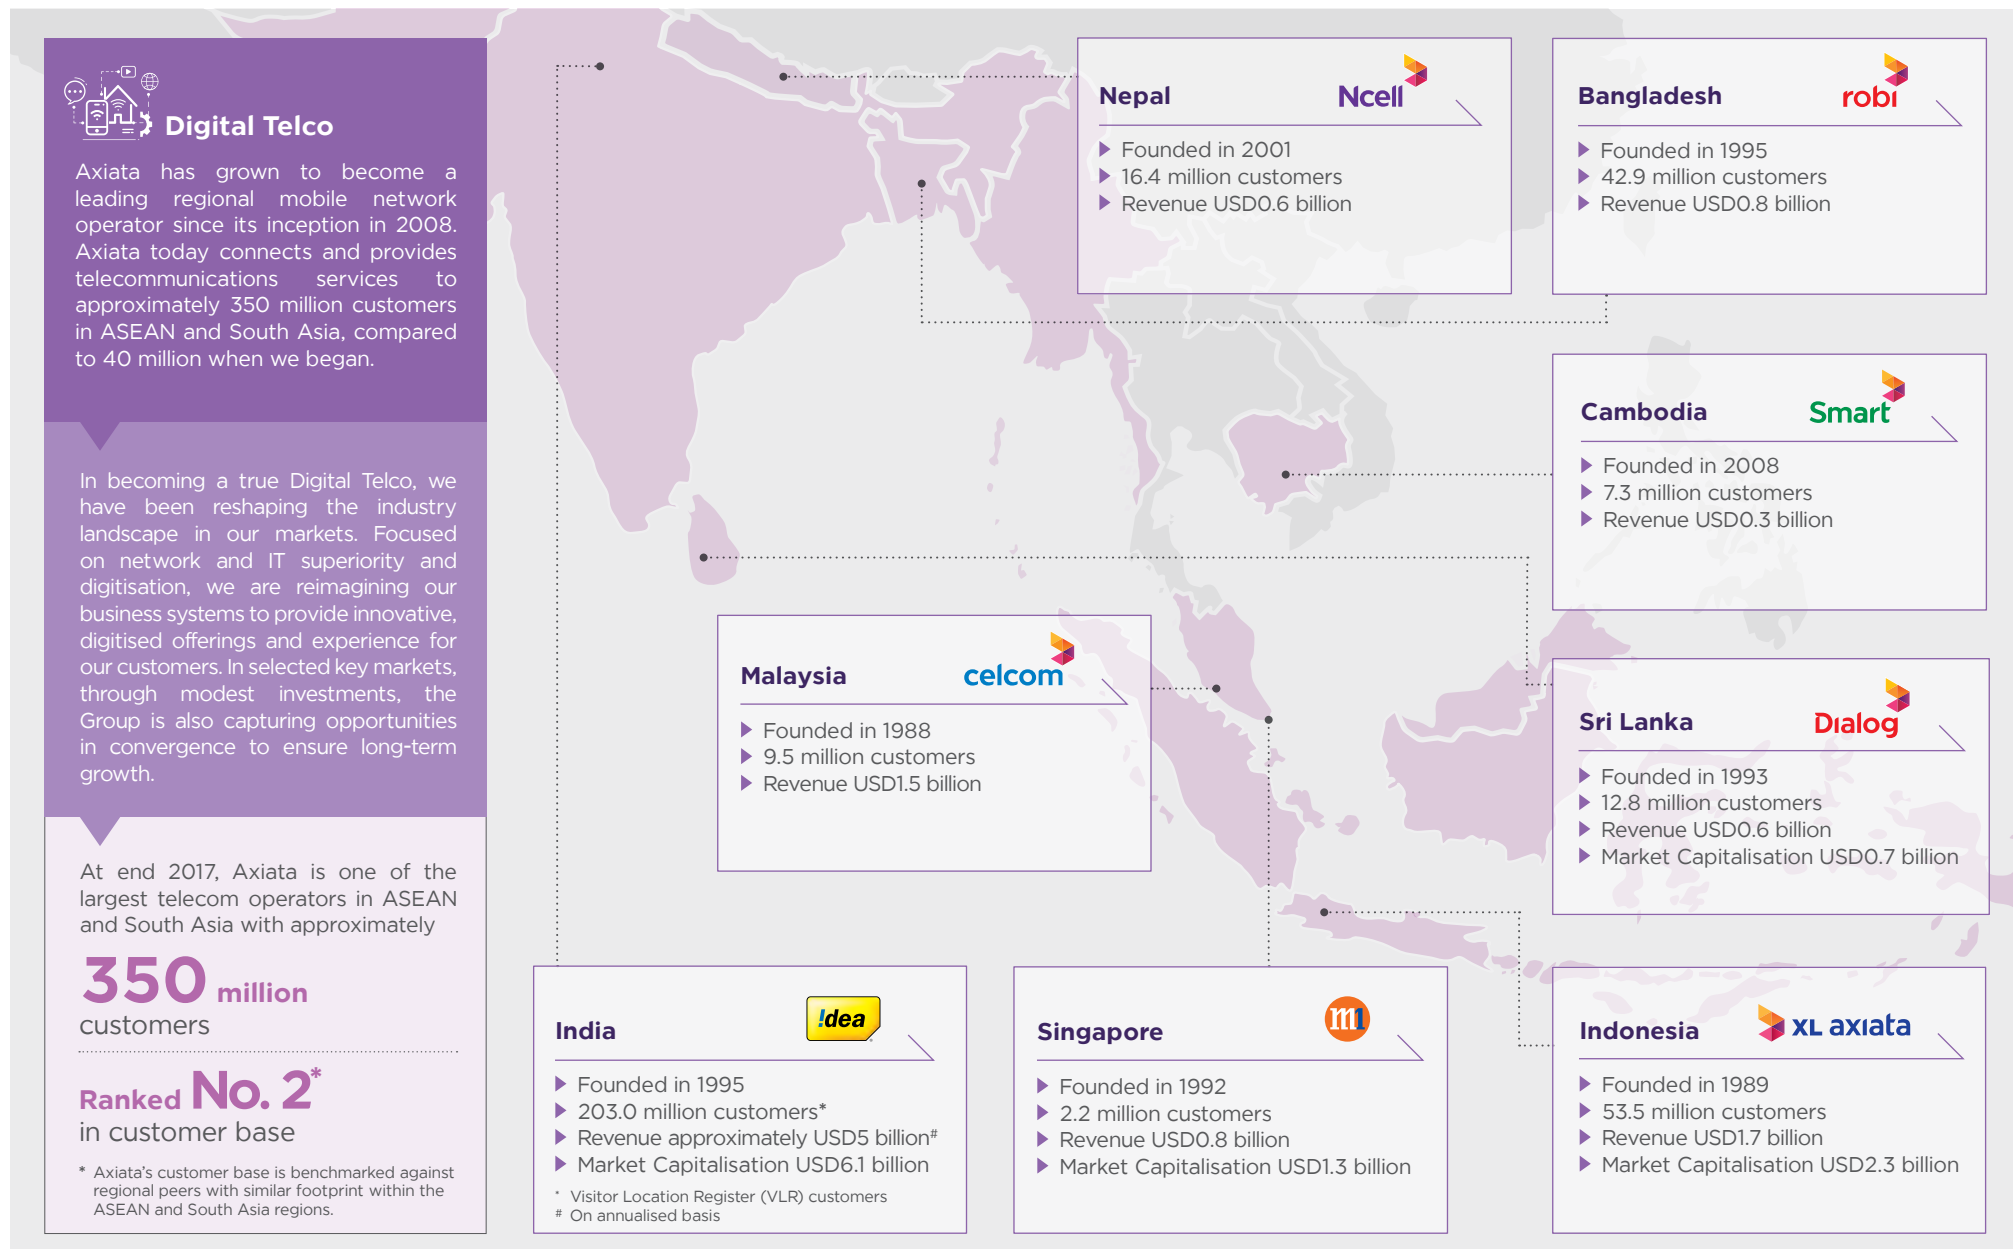 Digital Telco
Axiata has grown to become a
leading regional mobile network
operator since its inception in 2008.
Axiata today connects and provides
telecommunications services to
approximately 350 million customers
in ASEAN and South Asia, compared
to 40 million when we began.
In becoming a true Digital Telco, we
have been reshaping the industry
landscape in our markets. Focused
on network and IT superiority and
digitisation, we are reimagining our
business systems to provide innovative,
digitised offerings and experience for
our customers. In selected key markets,
through modest investments, the
Group is also capturing opportunities
in convergence to ensure long-term
growth.
At end 2017, Axiata is one of the
largest telecom operators in ASEAN
and South Asia with approximately
350 million
customers
Ranked No. 2*
in customer base
* Axiata's customer base is benchmarked against
regional peers with similar footprint within the
ASEAN and South Asia regions.
Nepal Ncell
Founded in 2001
16.4 million customers
Revenue USD0.6 billion
Bangladesh robi
Founded in 1995
42.9 million customers
Revenue USD0.8 billion
Cambodia Smart
Founded in 2008
7.3 million customers
Revenue USD0.3 billion
Malaysia celcom
Founded in 1988
9.5 million customers
Revenue USD1.5 billion
Sri Lanka Dialog
Founded in 1993
12.8 million customers
Revenue USD0.6 billion
Market Capitalisation USD0.7 billion
India !dea
Founded in 1995
203.0 million customers*
Revenue approximately USD5 billion#
Market Capitalisation USD6.1 billion
* Visitor Location Register (VLR) customers
# On annualised basis
Singapore m1
Founded in 1992
2.2 million customers
Revenue USD0.8 billion
Market Capitalisation USD1.3 billion
Indonesia XL axiata
Founded in 1989
53.5 million customers
Revenue USD1.7 billion
Market Capitalisation USD2.3 billion